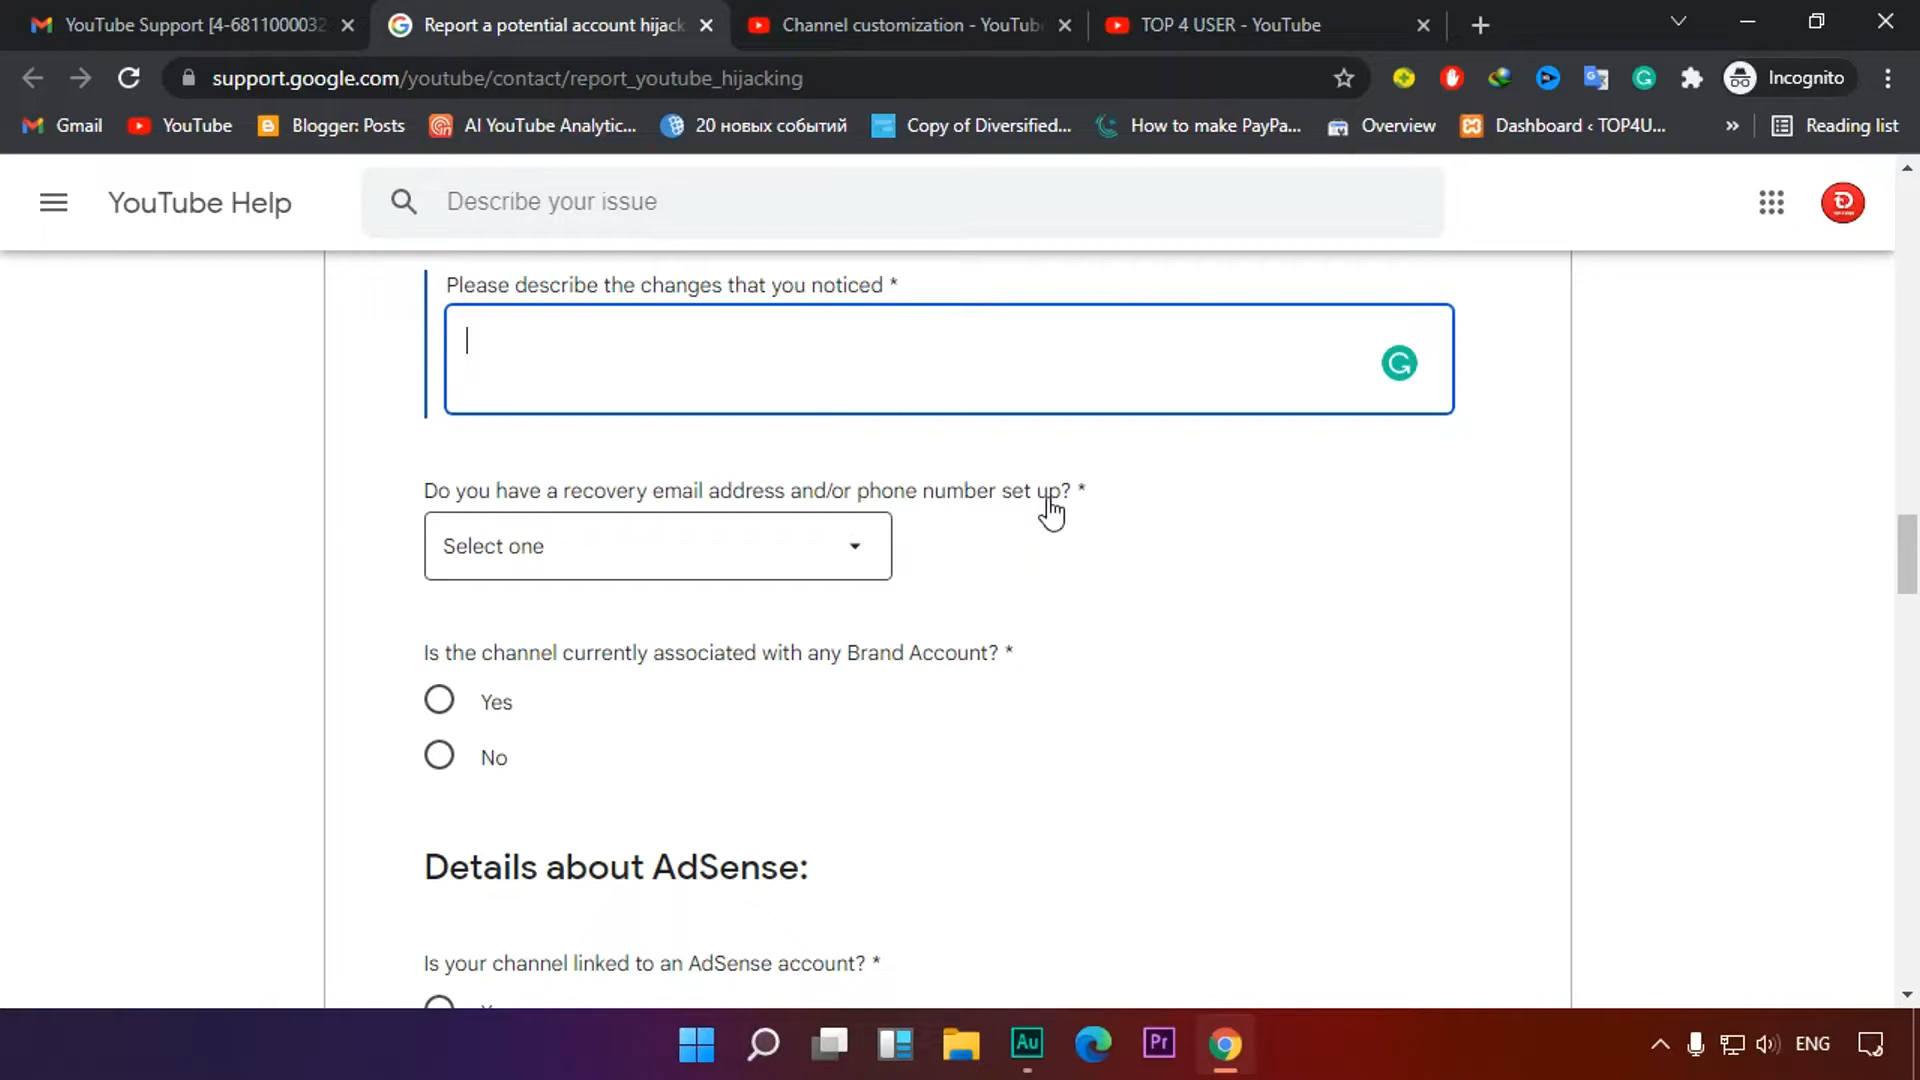 YouTube Support [4-6811000032
Report a potential account hijack
Channel customization - YouTube
TOP 4 USER - YouTube
support.google.com/youtube/contact/report_youtube_hijacking
Incognito
Gmail
YouTube
Blogger: Posts
AI YouTube Analytic...
20 новых событий
Copy of Diversified...
How to make PayPa...
Overview
Dashboard ‹ TOP4U...
»
Reading list
YouTube Help
Describe your issue
Please describe the changes that you noticed *
Do you have a recovery email address and/or phone number set up? *
Select one
Is the channel currently associated with any Brand Account? *
Yes
No
Details about AdSense:
Is your channel linked to an AdSense account? *
Au
Pr
ENG